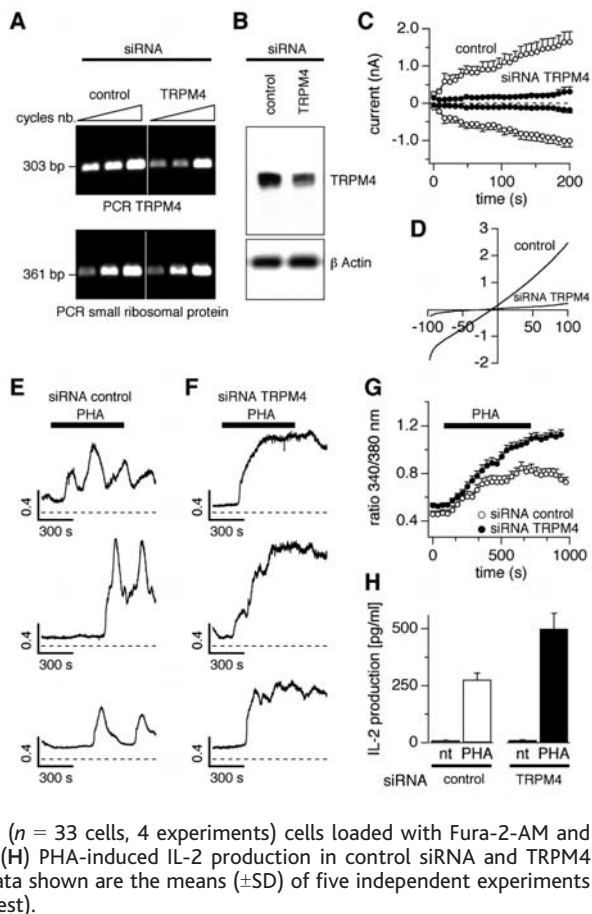 A
siRNA
control TRPM4
cycles nb.
303 bp
PCR TRPM4
361 bp
PCR small ribosomal protein
B
siRNA
control
TRPM4
TRPM4
β Actin
C
2.0
1.0
0
-1.0
current (nA)
control
siRNA TRPM4
0 100 200
time (s)
D
3
2
1
-1
-2
control
siRNA TRPM4
-100 -50 50 100
E
siRNA control
PHA
0.4
300 s
0.4
300 s
0.4
300 s
F
siRNA TRPM4
PHA
0.4
300 s
0.4
300 s
0.4
300 s
G
PHA
1.2
0.8
0.4
ratio 340/380 nm
siRNA control
siRNA TRPM4
0 500 1000
time (s)
H
500
250
0
IL-2 production [pg/ml]
nt PHA nt PHA
siRNA control TRPM4
(n = 33 cells, 4 experiments) cells loaded with Fura-2-AM and
(H) PHA-induced IL-2 production in control siRNA and TRPM4
ata shown are the means (±SD) of five independent experiments
est).